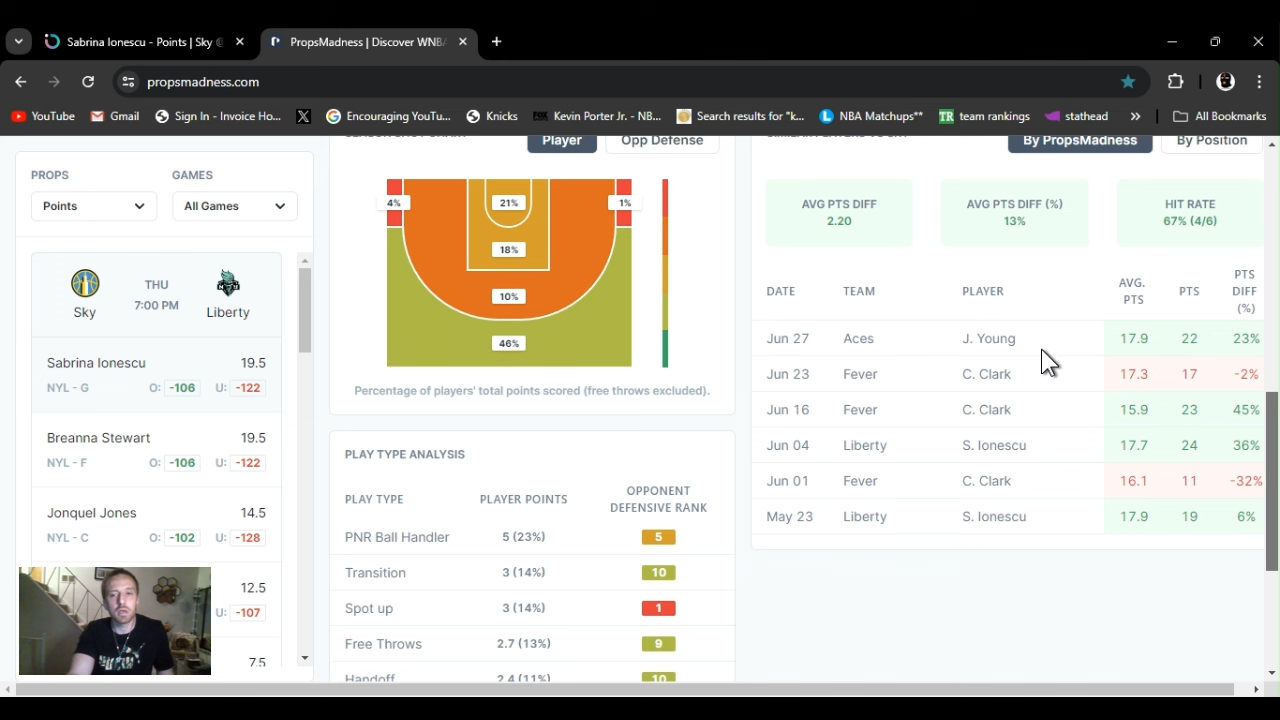 Sabrina Ionescu - Points | Sky @
PropsMadness | Discover WNB
propsmadness.com
YouTube Gmail Sign In - Invoice Ho... Encouraging YouTu... Knicks Kevin Porter Jr. - NB... Search results for "k... NBA Matchups** TR team rankings stathead » All Bookmarks
PROPS GAMES
Points All Games
Sky THU 7:00 PM Liberty
Sabrina Ionescu 19.5
NYL - G O: -106 U: -122
Breanna Stewart 19.5
NYL - F O: -106 U: -122
Jonquel Jones 14.5
NYL - C O: -102 U: -128
12.5
U: -107
7.5
Player Opp Defense
4% 21% 1%
18%
10%
46%
Percentage of players' total points scored (free throws excluded).
PLAY TYPE ANALYSIS
PLAY TYPE PLAYER POINTS OPPONENT DEFENSIVE RANK
PNR Ball Handler 5 (23%) 5
Transition 3 (14%) 10
Spot up 3 (14%) 1
Free Throws 2.7 (13%) 9
Handoff 2.4 (11%) 10
By PropsMadness By Position
AVG PTS DIFF AVG PTS DIFF (%) HIT RATE
2.20 13% 67% (4/6)
DATE TEAM PLAYER AVG. PTS PTS PTS DIFF (%)
Jun 27 Aces J. Young 17.9 22 23%
Jun 23 Fever C. Clark 17.3 17 -2%
Jun 16 Fever C. Clark 15.9 23 45%
Jun 04 Liberty S. Ionescu 17.7 24 36%
Jun 01 Fever C. Clark 16.1 11 -32%
May 23 Liberty S. Ionescu 17.9 19 6%